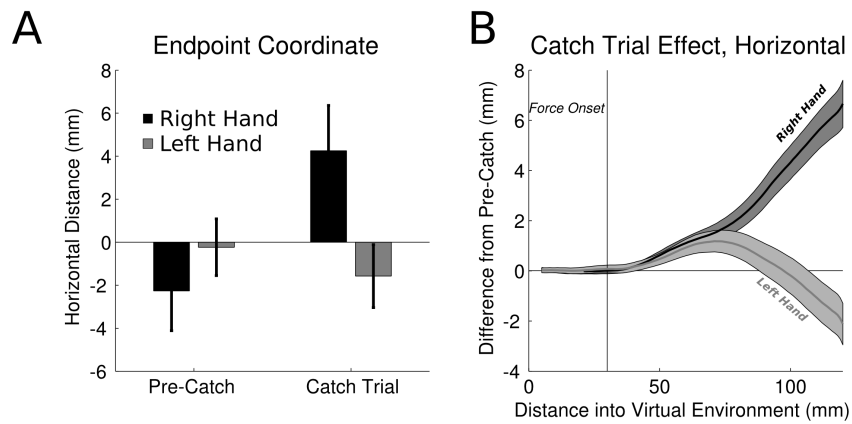 A
Endpoint Coordinate
Horizontal Distance (mm)
8
6
4
2
0
-2
-4
-6
Right Hand
Left Hand
Pre-Catch
Catch Trial
B
Catch Trial Effect, Horizontal
Difference from Pre-Catch (mm)
8
6
4
2
0
-2
-4
Force Onset
Right Hand
Left Hand
0
50
100
Distance into Virtual Environment (mm)